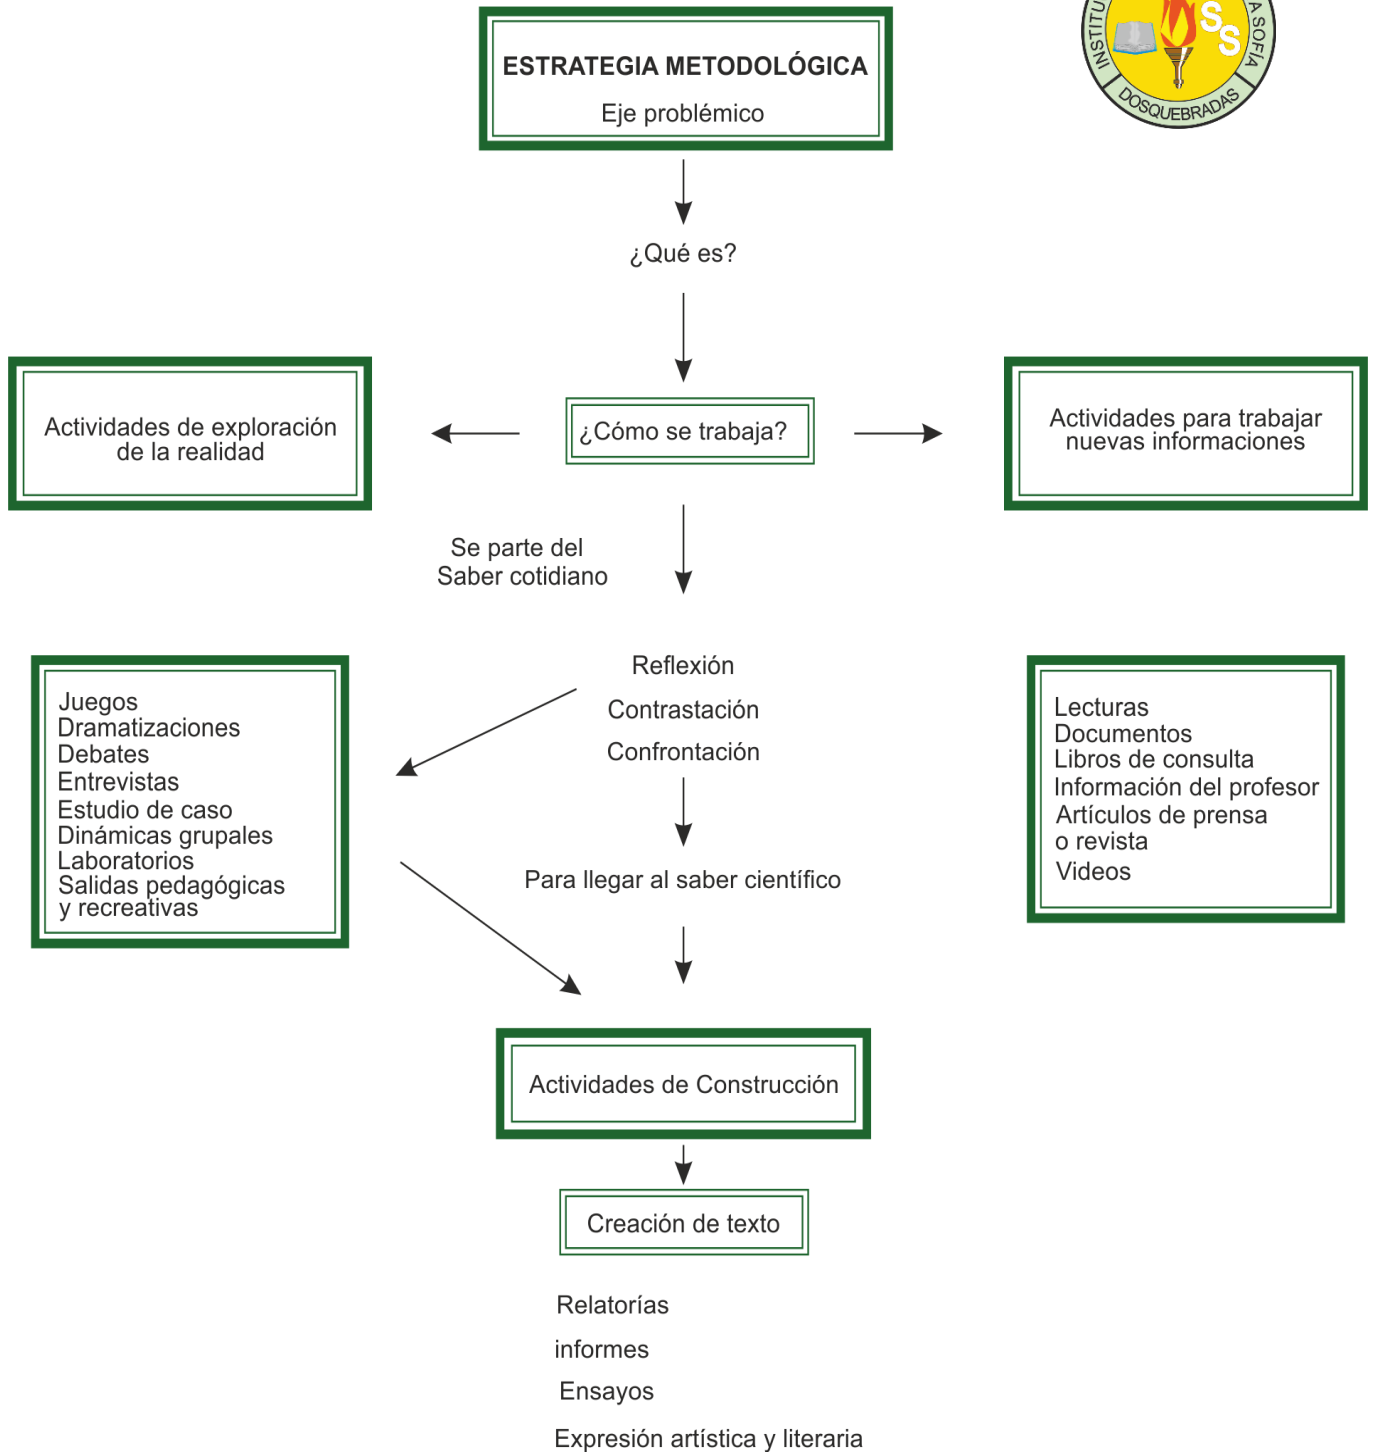 ESTRATEGIA METODOLÓGICA
Eje problémico
SS
DOSQUEBRADAS
¿Qué es?
Actividades de exploración
de la realidad
¿Cómo se trabaja?
Actividades para trabajar
nuevas informaciones
Se parte del
Saber cotidiano
Reflexión
Contrastación
Confrontación
Juegos
Dramatizaciones
Debates
Entrevistas
Estudio de caso
Dinámicas grupales
Laboratorios
Salidas pedagógicas
y recreativas
Lecturas
Documentos
Libros de consulta
Información del profesor
Artículos de prensa
o revista
Videos
Para llegar al saber científico
Actividades de Construcción
Creación de texto
Relatorías
informes
Ensayos
Expresión artística y literaria